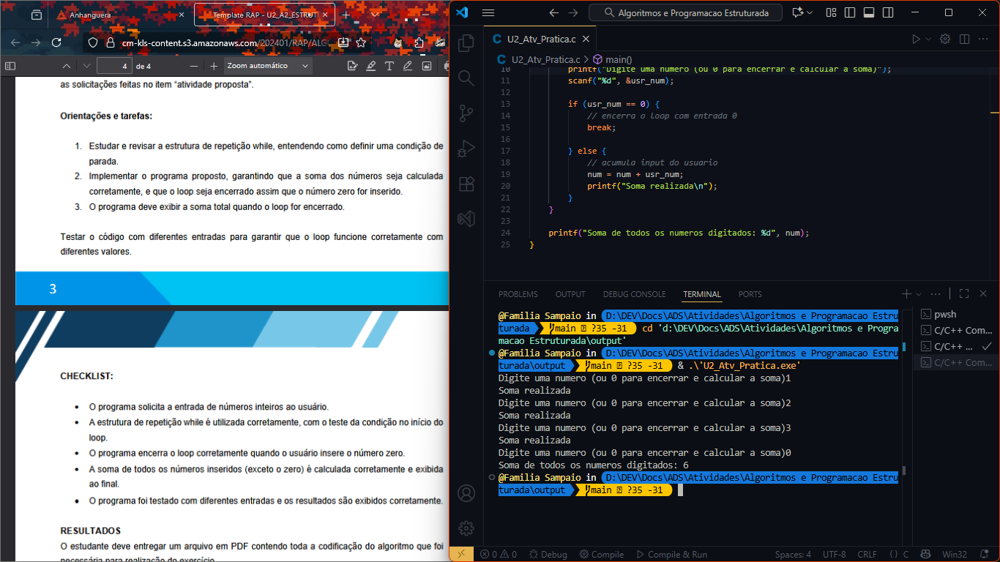 Anhanguera
Template RAP - U2_A2_ESTRUT
cm-kls-content.s3.amazonaws.com/202401/RAP/ALGO
4 de 4
Zoom automático
as solicitações feitas no item “atividade proposta”.
Orientações e tarefas:
1. Estudar e revisar a estrutura de repetição while, entendendo como definir uma condição de
parada.
2. Implementar o programa proposto, garantindo que a soma dos números seja calculada
corretamente, e que o loop seja encerrado assim que o número zero for inserido.
3. O programa deve exibir a soma total quando o loop for encerrado.
Testar o código com diferentes entradas para garantir que o loop funcione corretamente com
diferentes valores.
3
CHECKLIST:
• O programa solicita a entrada de números inteiros ao usuário.
• A estrutura de repetição while é utilizada corretamente, com o teste da condição no início do
loop.
• O programa encerra o loop corretamente quando o usuário insere o número zero.
• A soma de todos os números inseridos (exceto o zero) é calculada corretamente e exibida
ao final.
• O programa foi testado com diferentes entradas e os resultados são exibidos corretamente.
RESULTADOS
O estudante deve entregar um arquivo em PDF contendo toda a codificação do algoritmo que foi
necessária para realização do exercício.
Algoritmos e Programacao Estruturada
C U2_Atv_Pratica.c
C U2_Atv_Pratica.c > main()
10 printf("Digite uma numero (ou 0 para encerrar e calcular a soma)");
11 scanf("%d", &usr_num);
12
13 if (usr_num == 0) {
14 // encerra o loop com entrada 0
15 break;
16
17 } else {
18 // acumula input do usuario
19 num = num + usr_num;
20 printf("Soma realizada\n");
21 }
22 }
23
24 printf("Soma de todos os numeros digitados: %d", num);
25 }
PROBLEMS OUTPUT DEBUG CONSOLE TERMINAL PORTS
@Familia Sampaio in D:\DEV\Docs\ADS\Atividades\Algoritmos e Programacao Estru
turada main ?35 -31 cd 'd:\DEV\Docs\ADS\Atividades\Algoritmos e Progra
macao Estruturada\output'
@Familia Sampaio in D:\DEV\Docs\ADS\Atividades\Algoritmos e Programacao Estru
turada\output main ?35 -31 & .\'U2_Atv_Pratica.exe'
Digite uma numero (ou 0 para encerrar e calcular a soma)1
Soma realizada
Digite uma numero (ou 0 para encerrar e calcular a soma)2
Soma realizada
Digite uma numero (ou 0 para encerrar e calcular a soma)3
Soma realizada
Digite uma numero (ou 0 para encerrar e calcular a soma)0
Soma de todos os numeros digitados: 6
@Familia Sampaio in D:\DEV\Docs\ADS\Atividades\Algoritmos e Programacao Estru
turada\output main ?35 -31
pwsh
C/C++ Com...
C/C++ ...
C/C++ Com...
0 0 Debug Compile Compile & Run Spaces: 4 UTF-8 CRLF {} C Win32